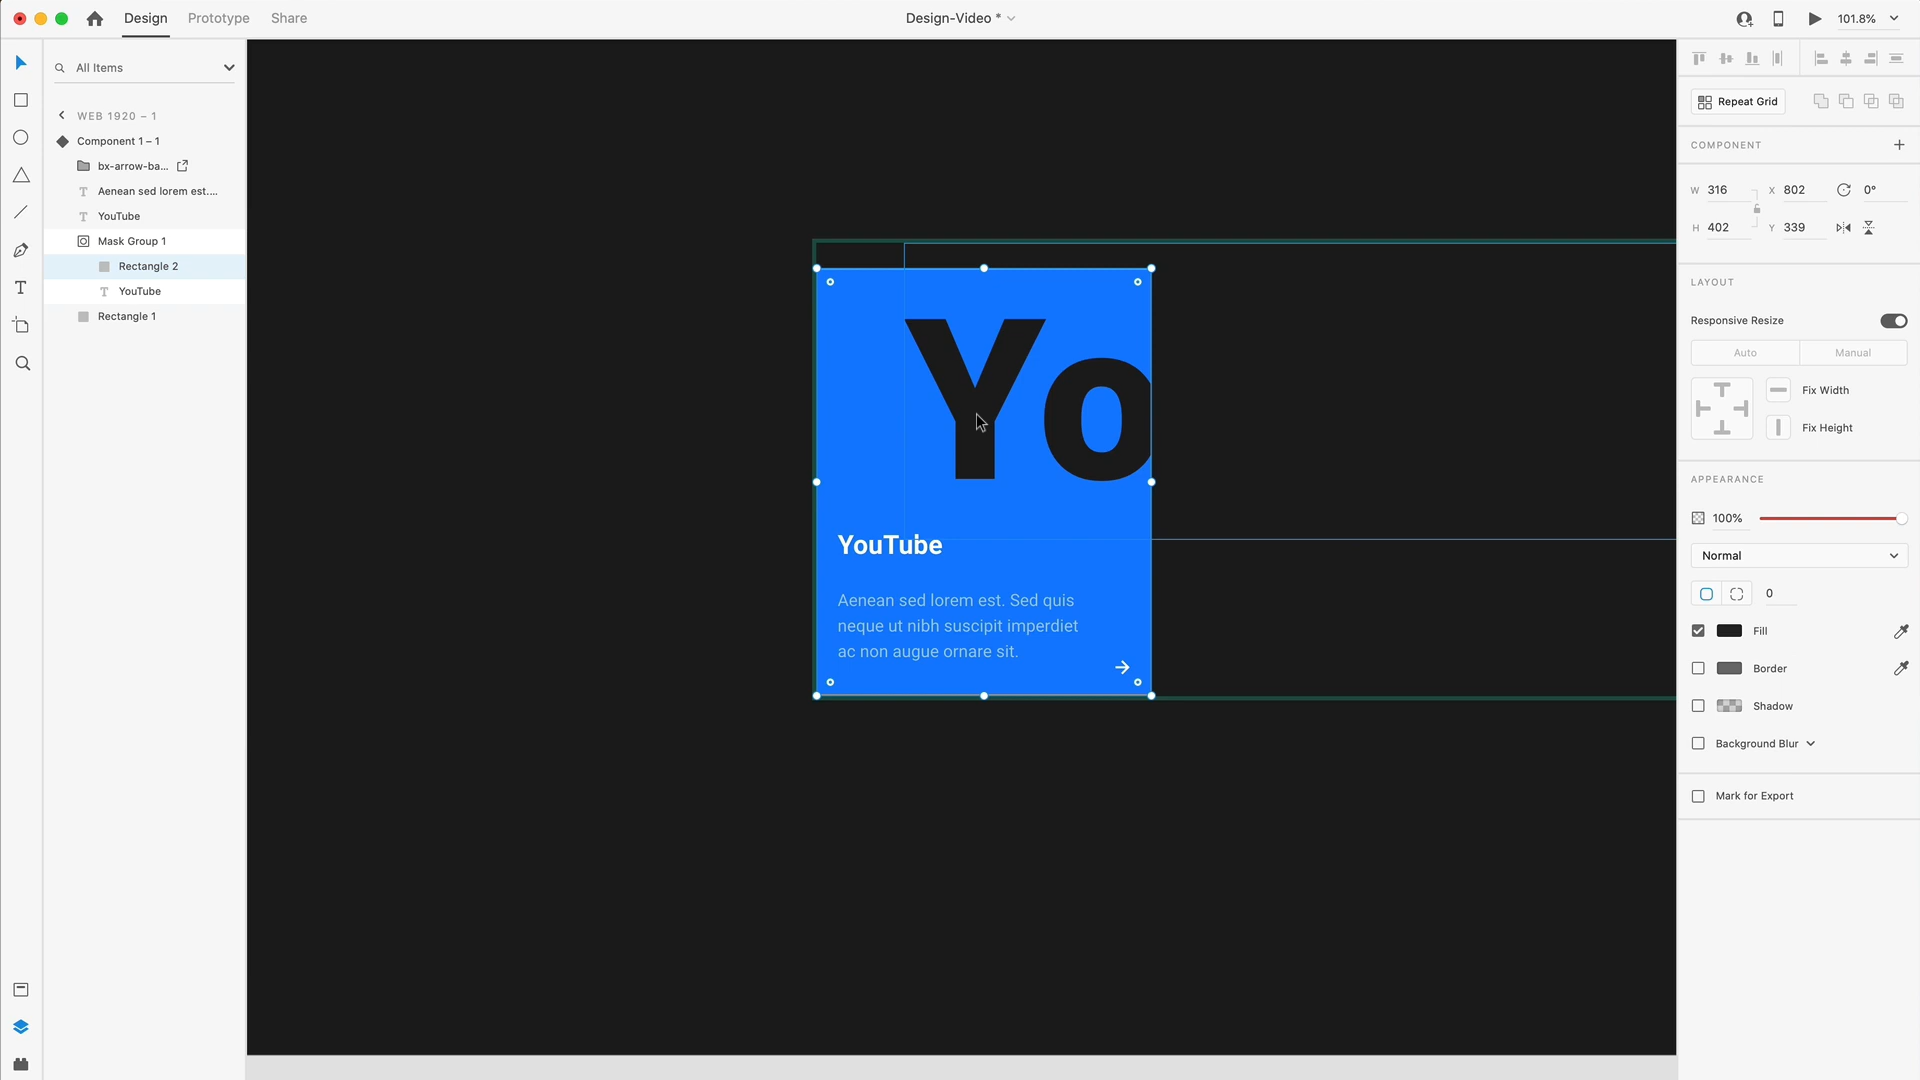 Design
Prototype
Share
Design-Video *
101.8%
All Items
WEB 1920 – 1
Component 1 – 1
bx-arrow-ba...
Aenean sed lorem est....
YouTube
Mask Group 1
Rectangle 2
YouTube
Rectangle 1
Yo
YouTube
Aenean sed lorem est. Sed quis
neque ut nibh suscipit imperdiet
ac non augue ornare sit.
Repeat Grid
COMPONENT
W 316 X 802 0°
H 402 Y 339
LAYOUT
Responsive Resize
Auto
Manual
Fix Width
Fix Height
APPEARANCE
100%
Normal
0
Fill
Border
Shadow
Background Blur
Mark for Export